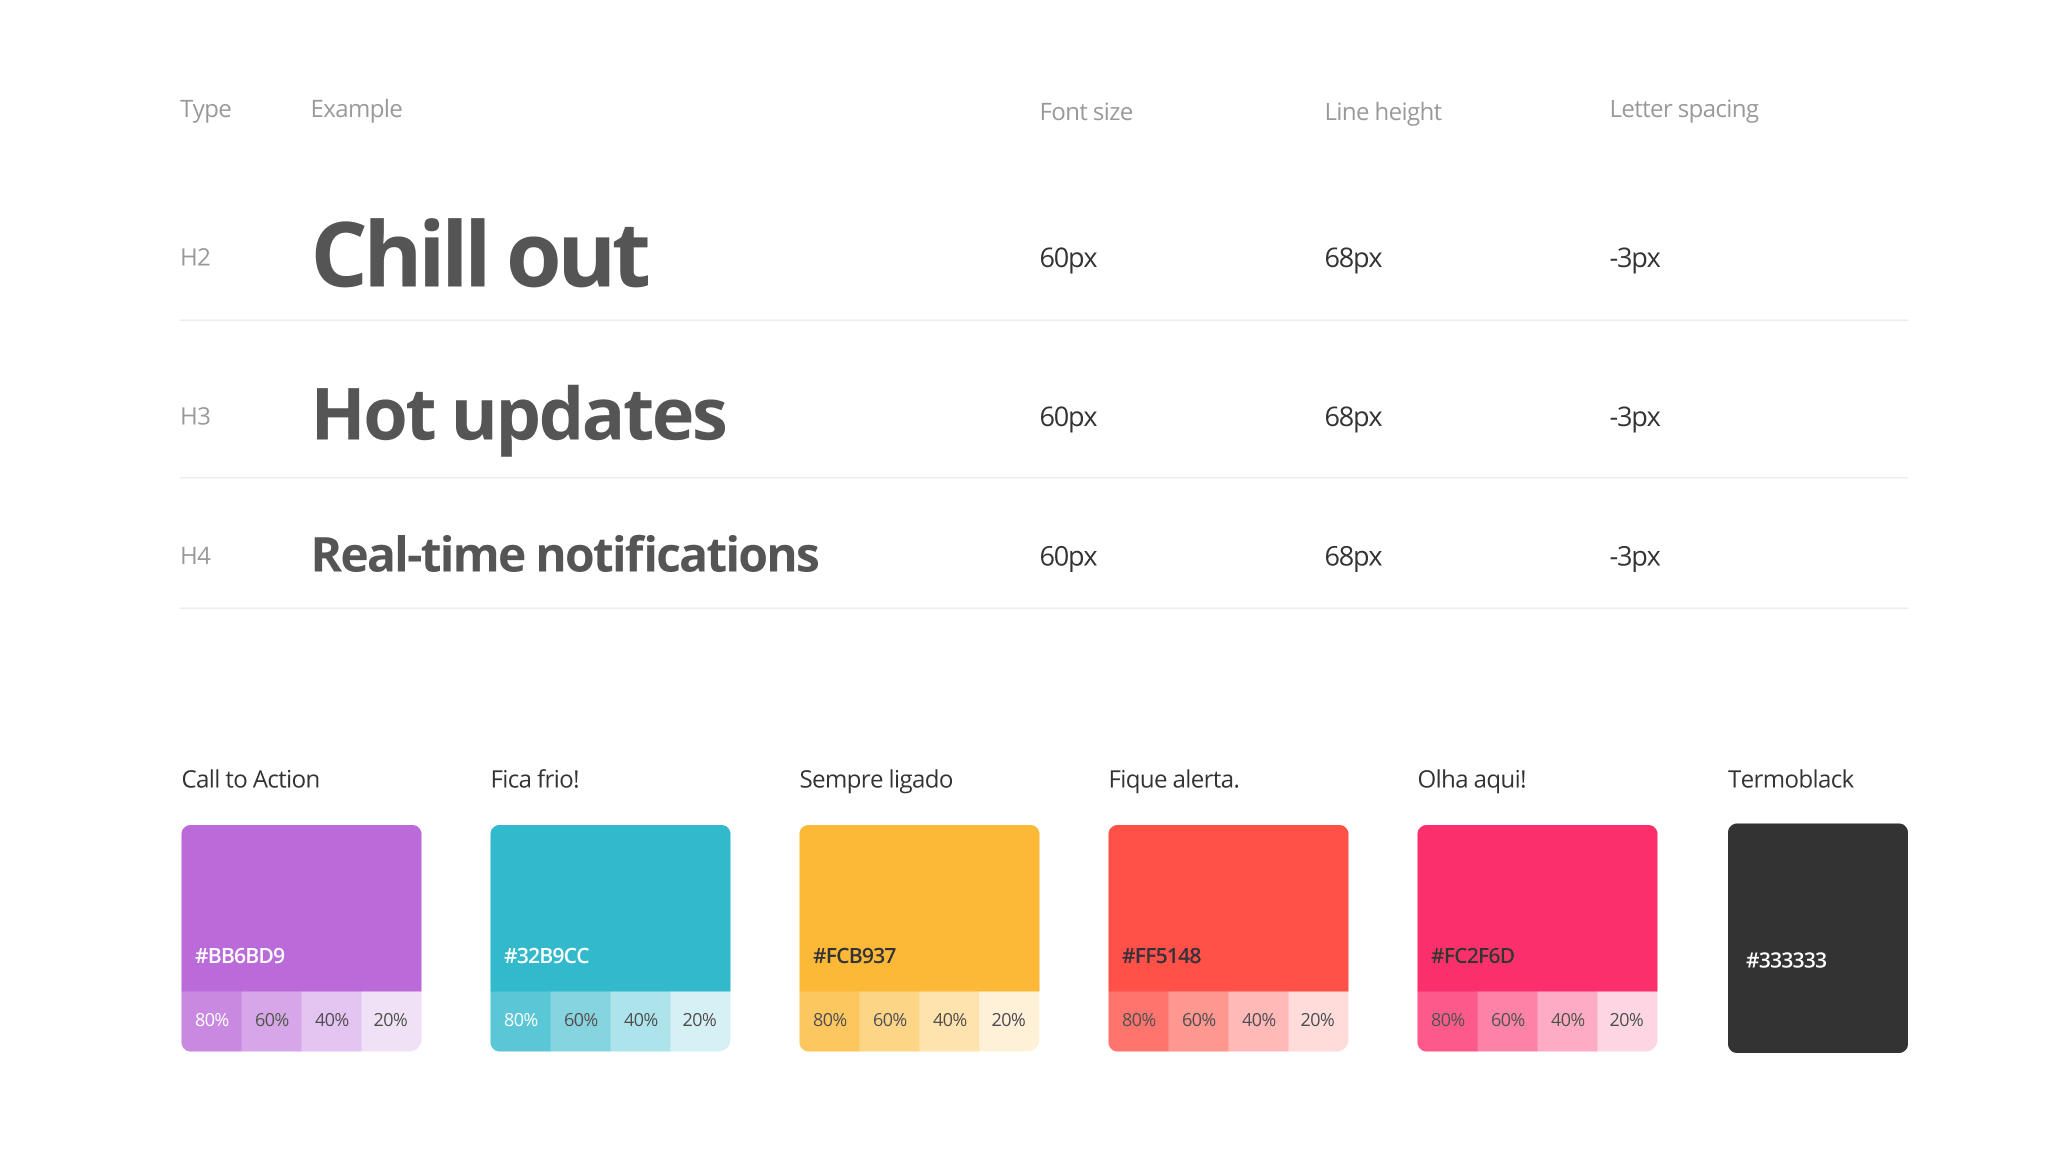 Type Example Font size Line height Letter spacing
H2 Chill out 60px 68px -3px
H3 Hot updates 60px 68px -3px
H4 Real-time notifications 60px 68px -3px
Call to Action Fica frio! Sempre ligado Fique alerta. Olha aqui! Termoblack
#BB6BD9 #32B9CC #FCB937 #FF5148 #FC2F6D #333333
80% 60% 40% 20% 80% 60% 40% 20% 80% 60% 40% 20% 80% 60% 40% 20% 80% 60% 40% 20%